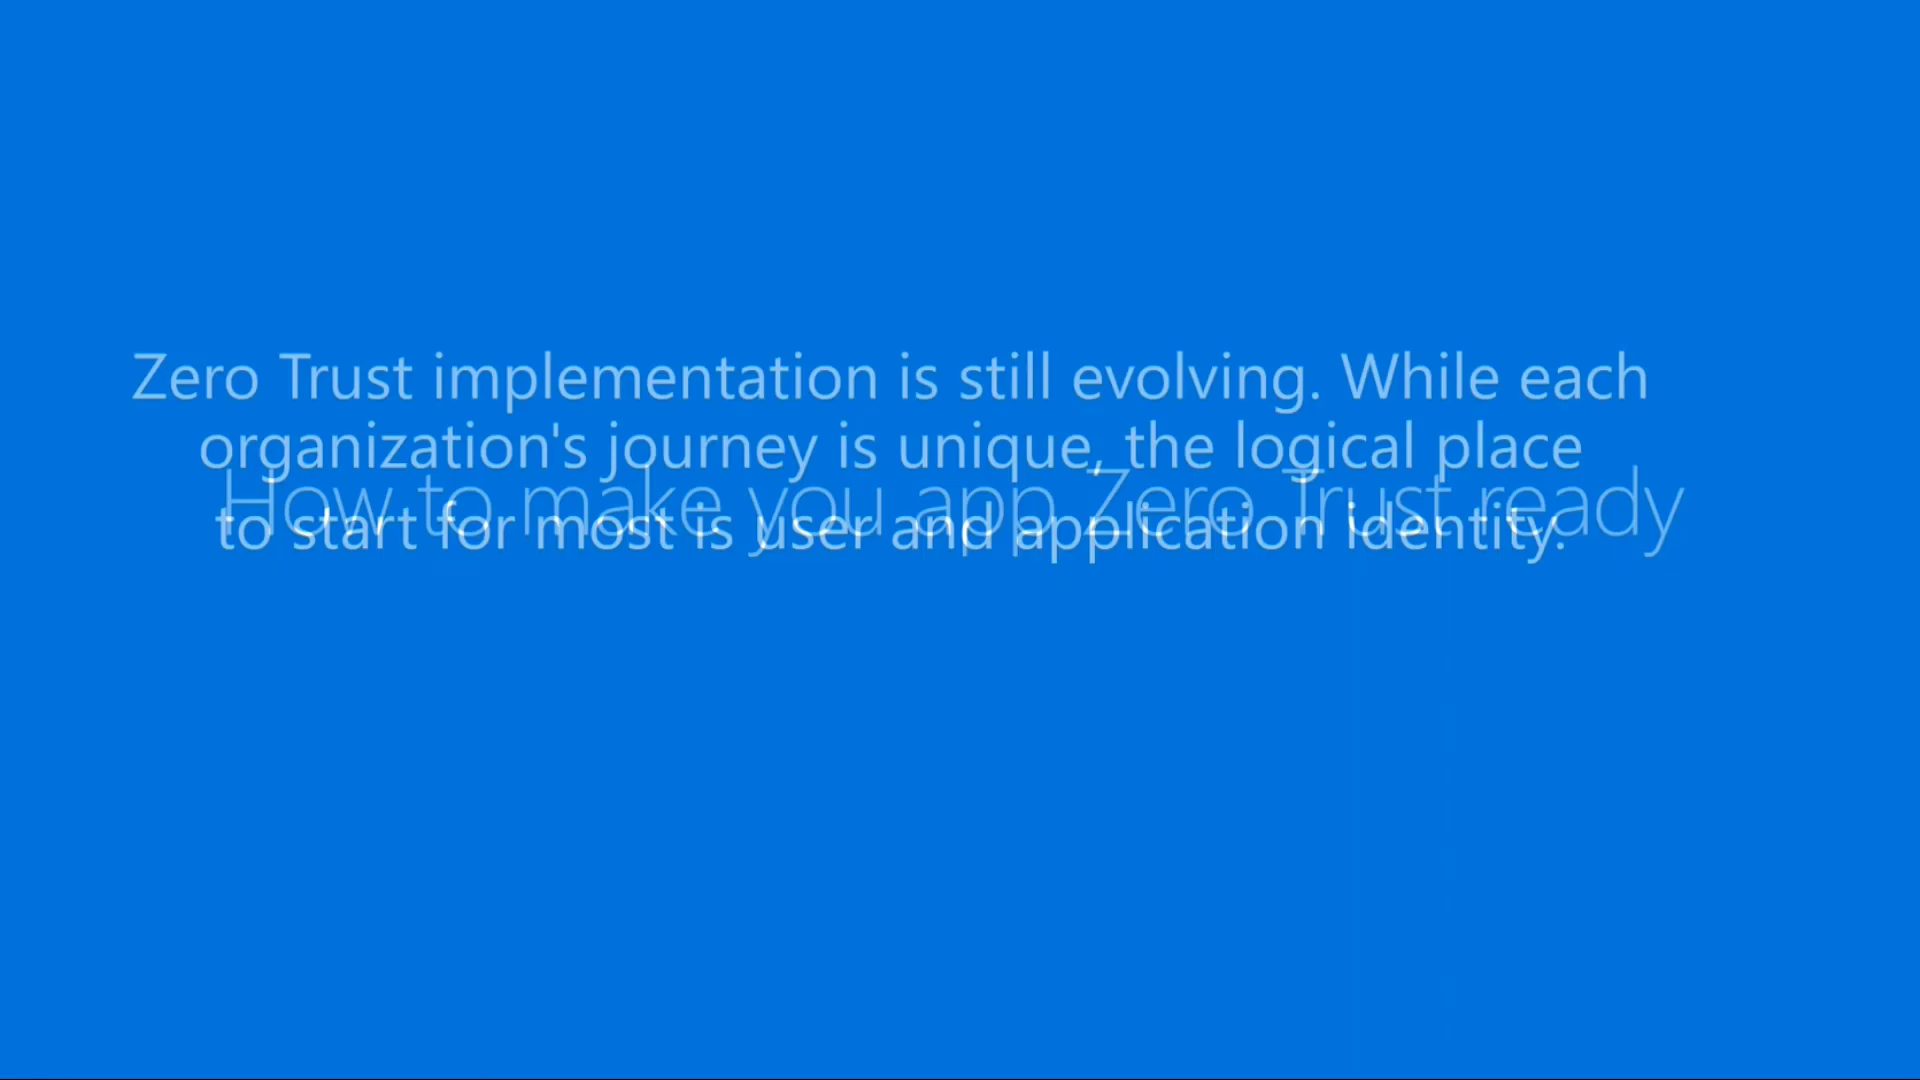 Zero Trust implementation is still evolving. While each
organization's journey is unique, the logical place
to start for most is user and application identity.
How to make you app Zero Trust ready